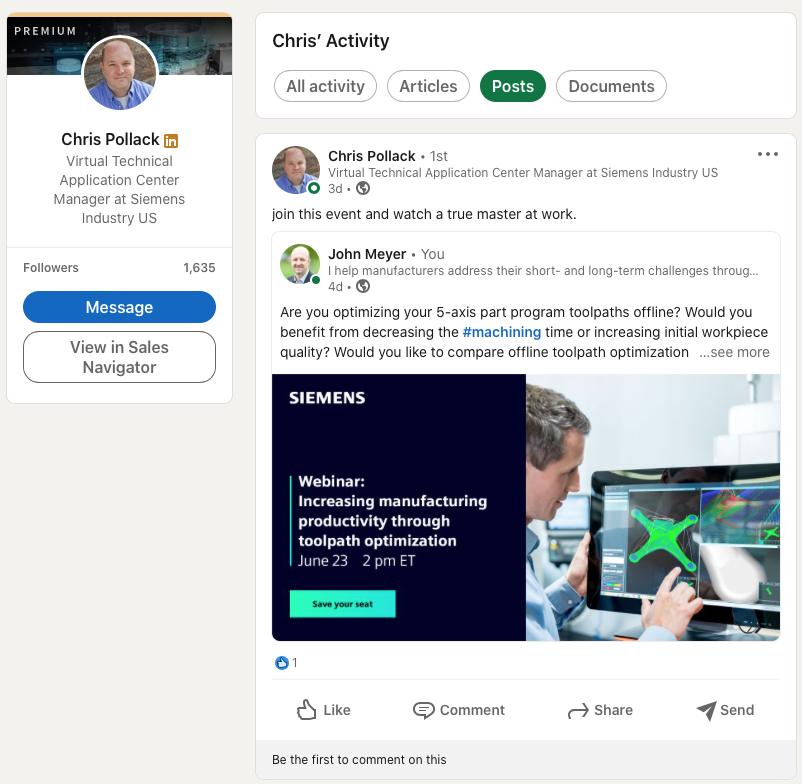 PREMIUM
Chris Pollack in
Virtual Technical
Application Center
Manager at Siemens
Industry US
Followers 1,635
Message
View in Sales
Navigator
Chris’ Activity
All activity Articles Posts Documents
Chris Pollack • 1st
Virtual Technical Application Center Manager at Siemens Industry US
3d •
join this event and watch a true master at work.
John Meyer • You
I help manufacturers address their short- and long-term challenges throug...
4d •
Are you optimizing your 5-axis part program toolpaths offline? Would you
benefit from decreasing the #machining time or increasing initial workpiece
quality? Would you like to compare offline toolpath optimization ...see more
SIEMENS
Webinar:
Increasing manufacturing
productivity through
toolpath optimization
June 23 2 pm ET
Save your seat
1
Like Comment Share Send
Be the first to comment on this